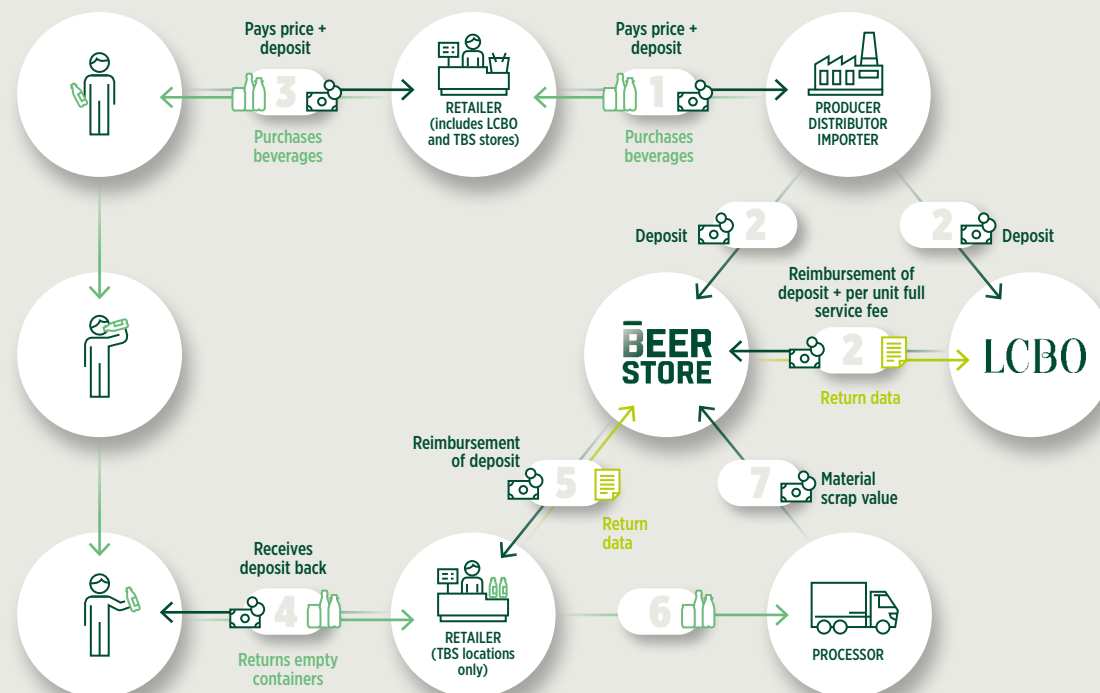 Pays price +
deposit
3
Purchases
beverages
RETAILER
(includes LCBO
and TBS stores)
Pays price +
deposit
1
Purchases
beverages
PRODUCER
DISTRIBUTOR
IMPORTER
Deposit
2
2
Deposit
Reimbursement of
deposit + per unit full
service fee
2
Return data
BEER
STORE
LCBO
Reimbursement
of deposit
5
Return
data
7
Material
scrap value
Receives
deposit back
4
Returns empty
containers
RETAILER
(TBS locations
only)
6
PROCESSOR